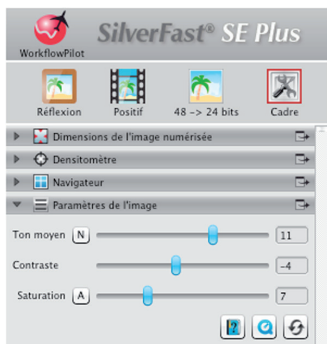 SilverFast® SE Plus
WorkflowPilot
Réflexion Positif 48 -> 24 bits Cadre
Dimensions de l'image numérisée
Densitomètre
Navigateur
Paramètres de l'image
Ton moyen N 11
Contraste -4
Saturation A 7